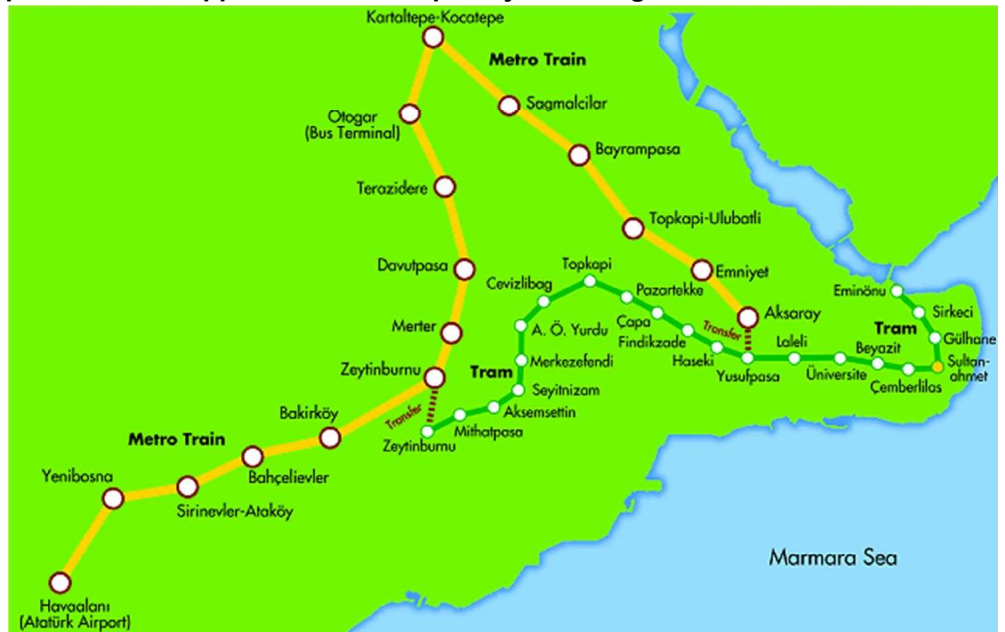 Kartaltepe-Kocatepe
Metro Train
Otogar
(Bus Terminal)
Sagmalcilar
Bayrampasa
Terazidere
Topkapi-Ulubatli
Davutpasa
Topkapi
Emniyet
Cevizlibag
Pazartekke
Eminönu
Merter
A. Ö. Yurdu
Çapa
Aksaray
Sirkeci
Findikzade
Transfer
Laleli
Tram
Gülhane
Zeytinburnu
Tram
Merkezefendi
Haseki
Yusufpasa
Üniversite
Beyazit
Sultan-
ahmet
Seyitnizam
Çemberlilas
Bakirköy
Transfer
Aksemsettin
Mithatpasa
Zeytinburnu
Metro Train
Yenibosna
Bahçelievler
Sirinevler-Ataköy
Marmara Sea
Havaalanı
(Atatürk Airport)